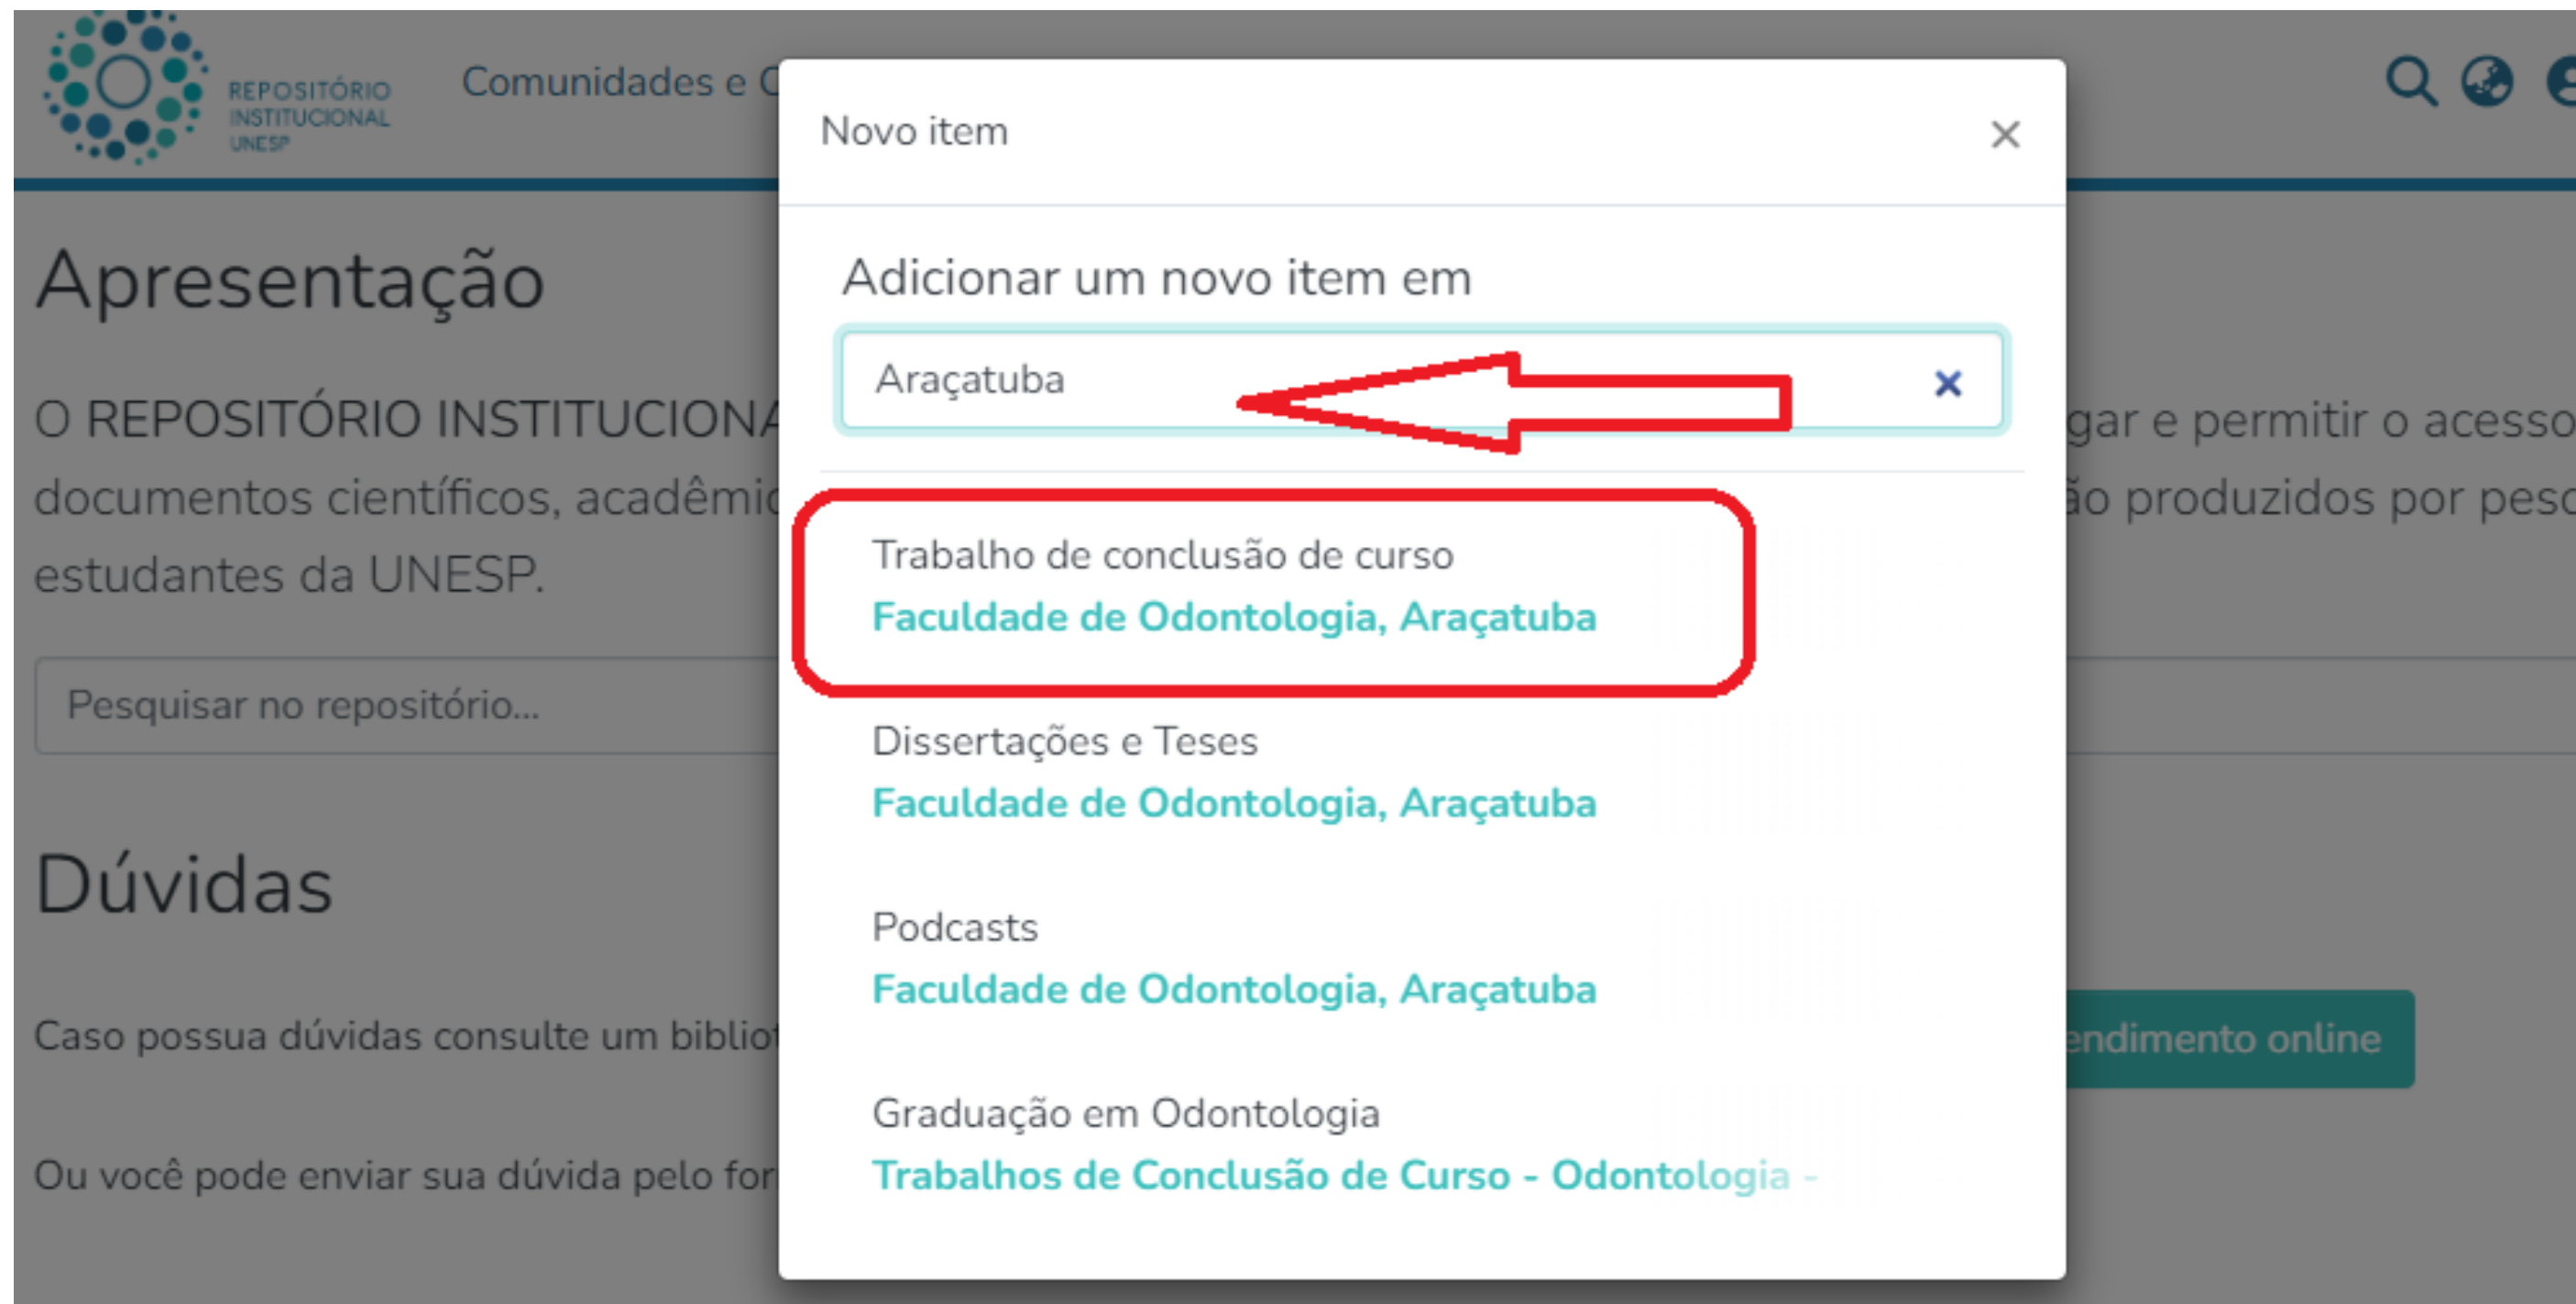 REPOSITÓRIO
INSTITUCIONAL
UNESP
Comunidades e C
Novo item
Adicionar um novo item em
Araçatuba
Trabalho de conclusão de curso
Faculdade de Odontologia, Araçatuba
Dissertações e Teses
Faculdade de Odontologia, Araçatuba
Podcasts
Faculdade de Odontologia, Araçatuba
Graduação em Odontologia
Trabalhos de Conclusão de Curso - Odontologia -
Apresentação
O REPOSITÓRIO INSTITUCIONA
gar e permitir o acesso
documentos científicos, acadêmic
ão produzidos por pesq
estudantes da UNESP.
Pesquisar no repositório...
Dúvidas
Caso possua dúvidas consulte um bibliot
endimento online
Ou você pode enviar sua dúvida pelo for